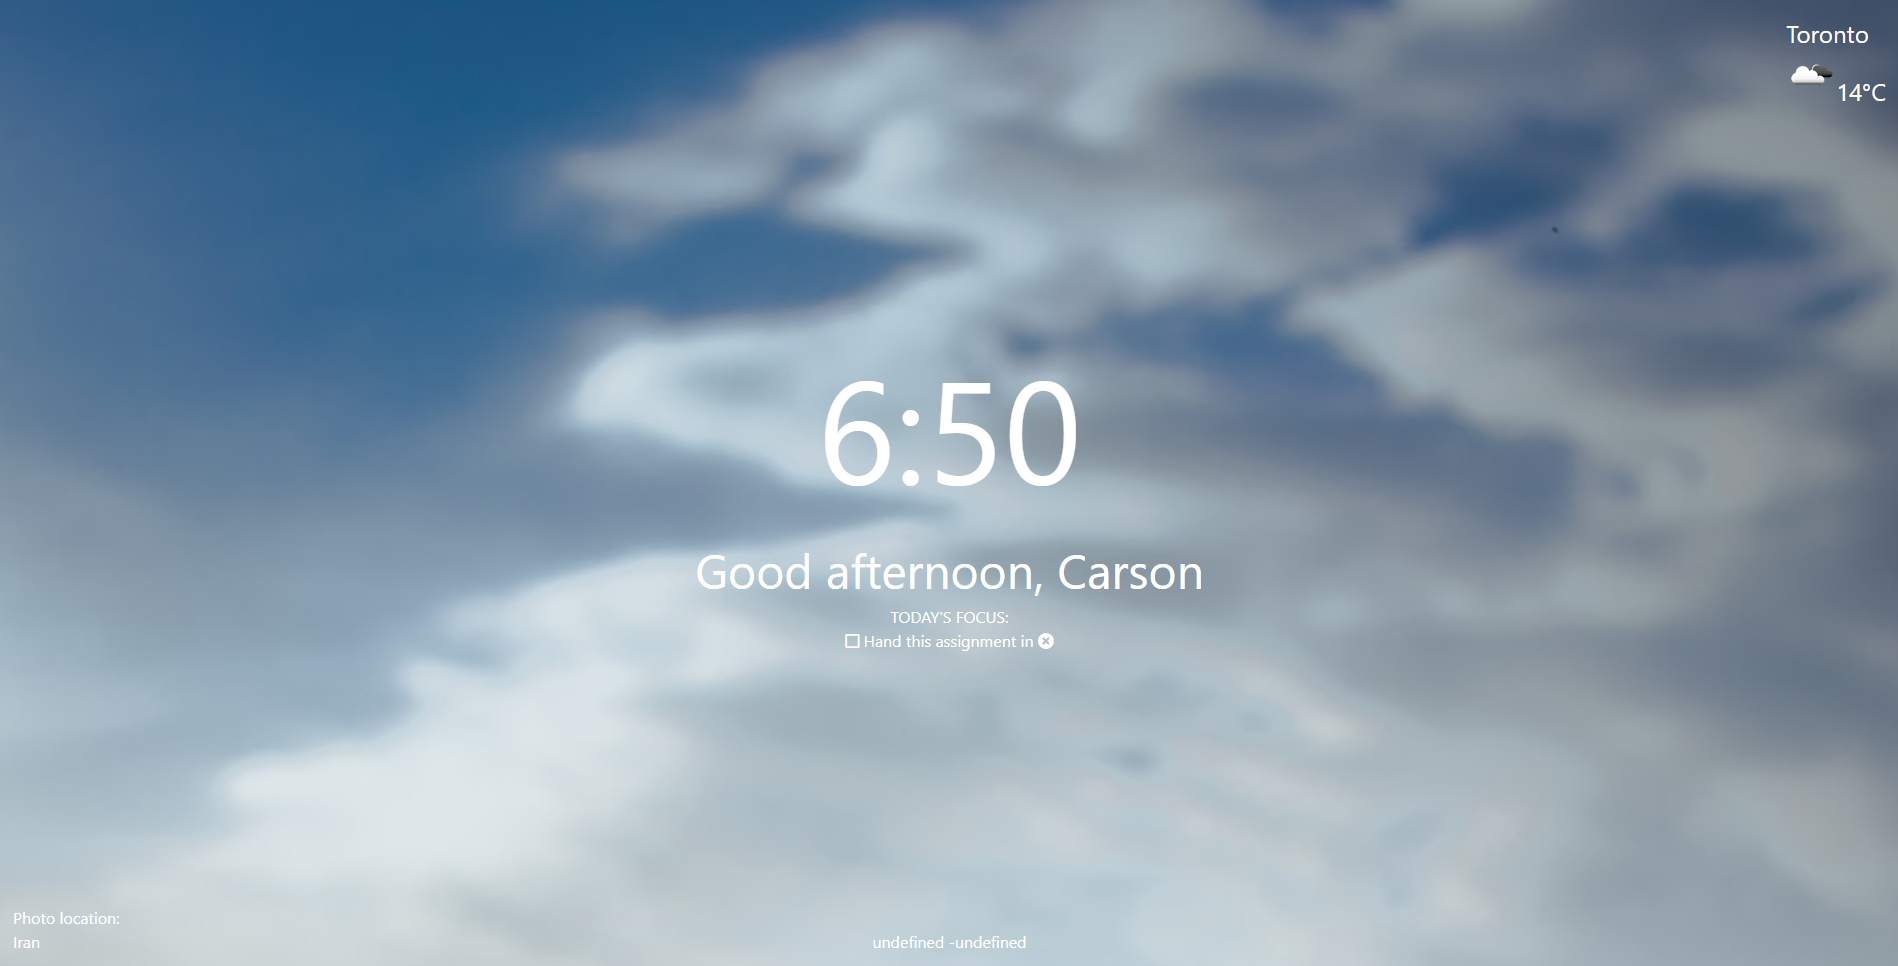 Toronto
14°C
6:50
Good afternoon, Carson
TODAY'S FOCUS:
Hand this assignment in
Photo location:
Iran
undefined -undefined